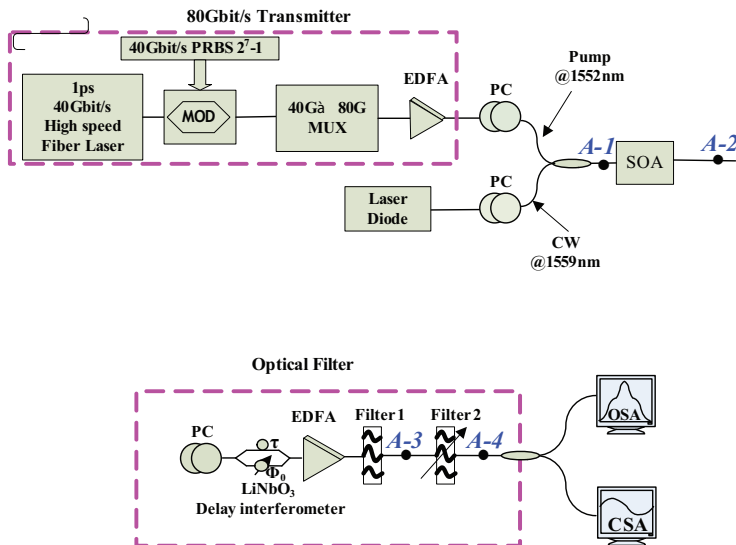 80Gbit/s Transmitter
40Gbit/s PRBS 2⁷-1
1ps
40Gbit/s
High speed
Fiber Laser
MOD
40Gà 80G
MUX
EDFA
PC
Pump
@1552nm
A-1
SOA
A-2
Laser
Diode
PC
CW
@1559nm
Optical Filter
PC
τ
Φ₀
LiNbO₃
Delay interferometer
EDFA
Filter 1
A-3
Filter 2
A-4
OSA
CSA